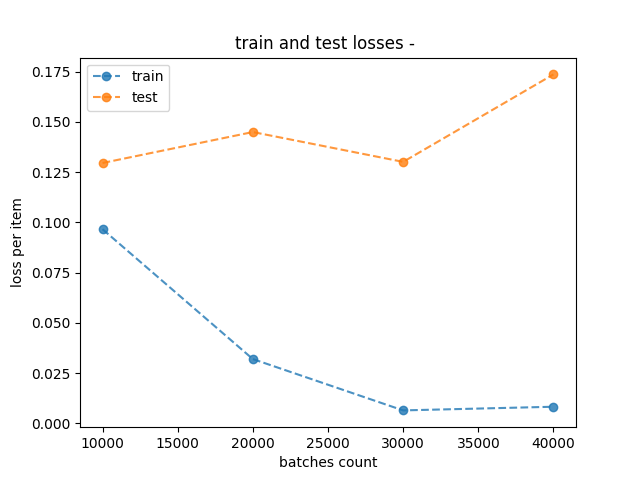 train and test losses -
train
test
0.175
0.150
0.125
0.100
0.075
0.050
0.025
0.000
loss per item
10000 15000 20000 25000 30000 35000 40000
batches count